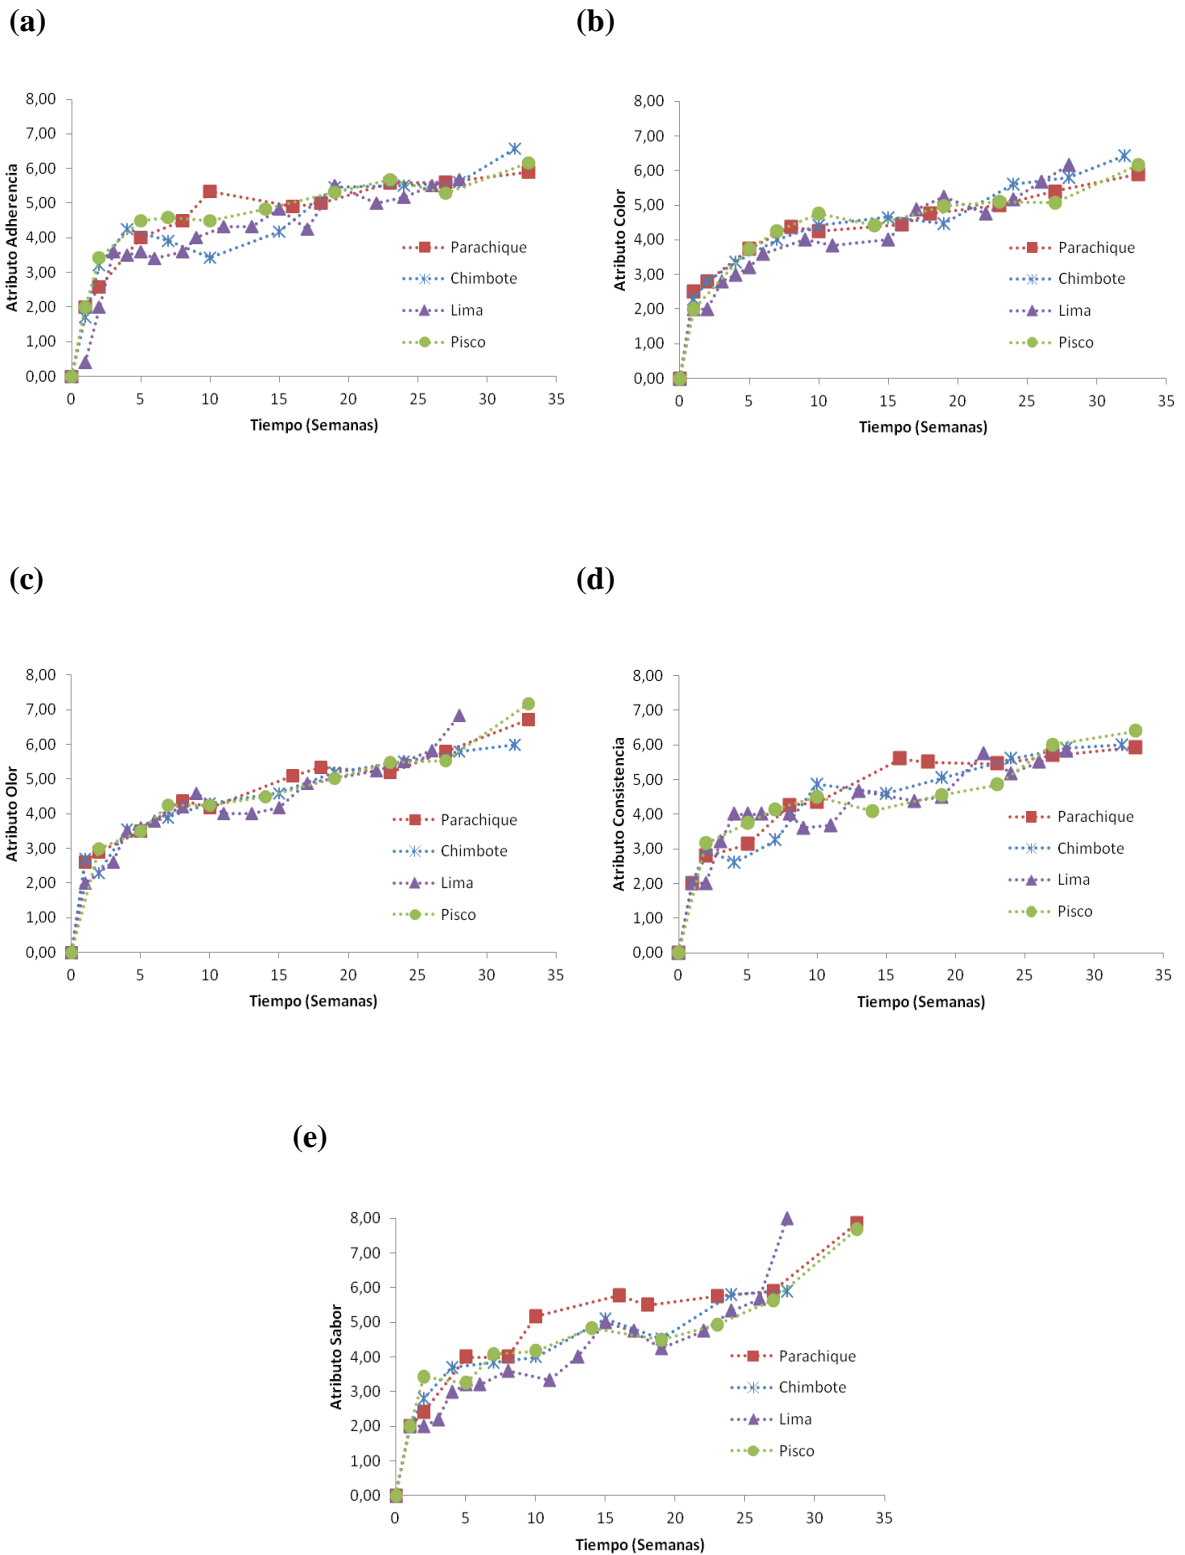 (a)
(b)
8,00
7,00
6,00
5,00
4,00
3,00
2,00
1,00
0,00
Atributo Adherencia
0 5 10 15 20 25 30 35
Tiempo (Semanas)
Parachique
Chimbote
Lima
Pisco
8,00
7,00
6,00
5,00
4,00
3,00
2,00
1,00
0,00
Atributo Color
0 5 10 15 20 25 30 35
Tiempo (Semanas)
Parachique
Chimbote
Lima
Pisco
(c)
(d)
8,00
7,00
6,00
5,00
4,00
3,00
2,00
1,00
0,00
Atributo Olor
0 5 10 15 20 25 30 35
Tiempo (Semanas)
Parachique
Chimbote
Lima
Pisco
8,00
7,00
6,00
5,00
4,00
3,00
2,00
1,00
0,00
Atributo Consistencia
0 5 10 15 20 25 30 35
Tiempo (Semanas)
Parachique
Chimbote
Lima
Pisco
(e)
8,00
7,00
6,00
5,00
4,00
3,00
2,00
1,00
0,00
Atributo Sabor
0 5 10 15 20 25 30 35
Tiempo (Semanas)
Parachique
Chimbote
Lima
Pisco